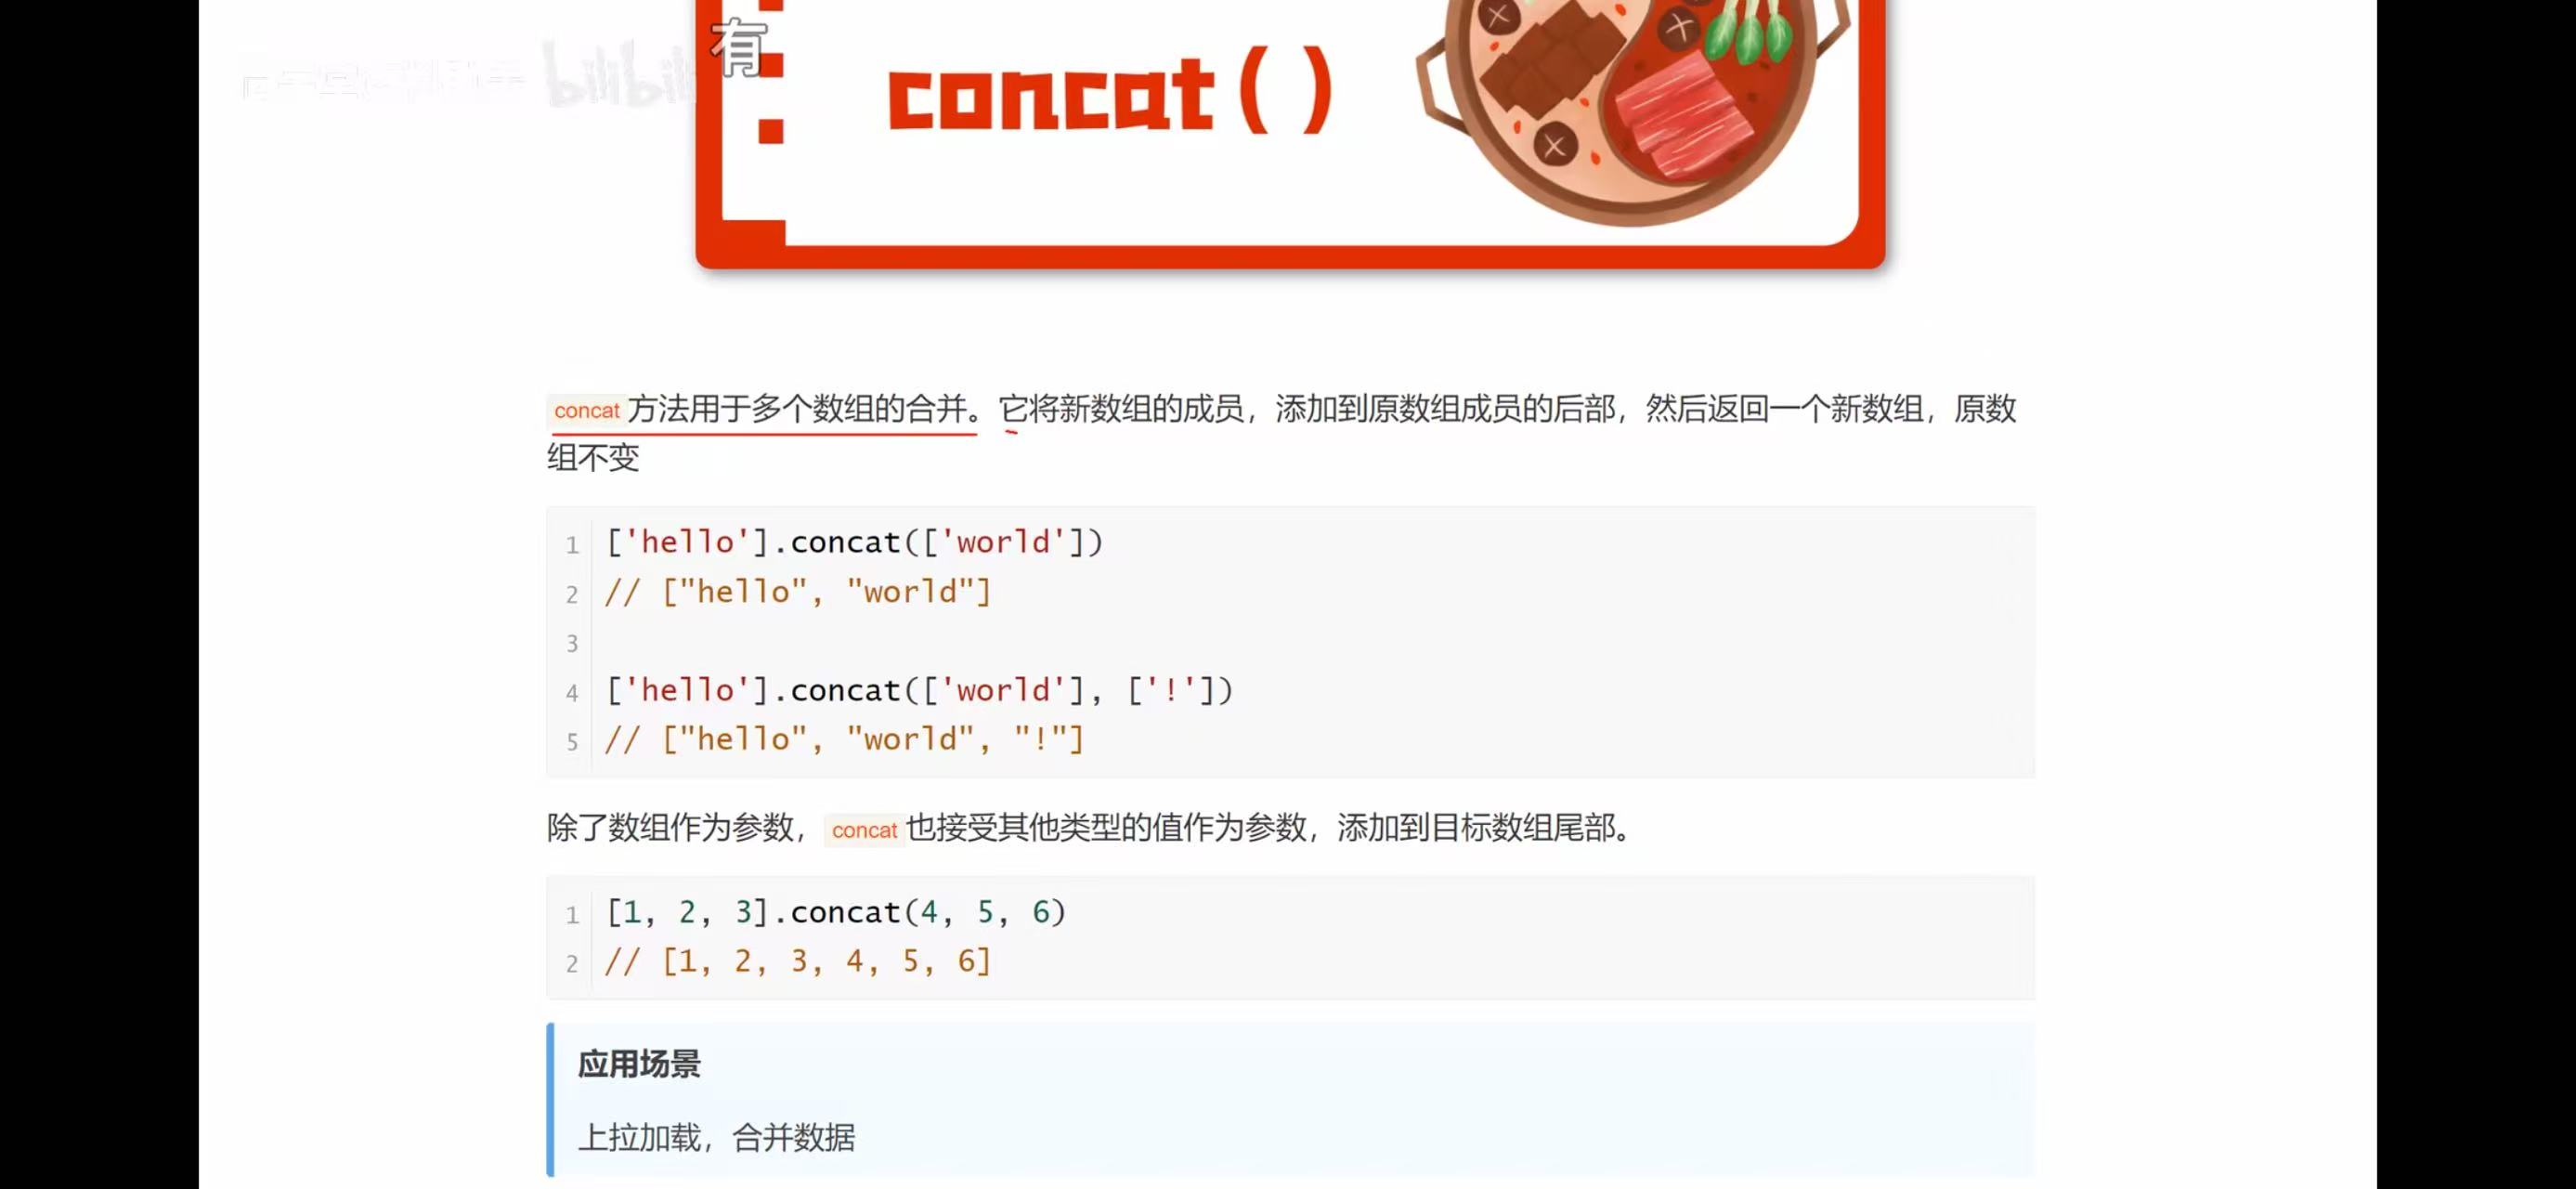 有
bilibili
concat()
concat方法用于多个数组的合并。它将新数组的成员，添加到原数组成员的后部，然后返回一个新数组，原数
组不变
1 ['hello'].concat(['world'])
2 // ["hello", "world"]
3
4 ['hello'].concat(['world'], ['!'])
5 // ["hello", "world", "!"]
除了数组作为参数，concat也接受其他类型的值作为参数，添加到目标数组尾部。
1 [1, 2, 3].concat(4, 5, 6)
2 // [1, 2, 3, 4, 5, 6]
应用场景
上拉加载，合并数据